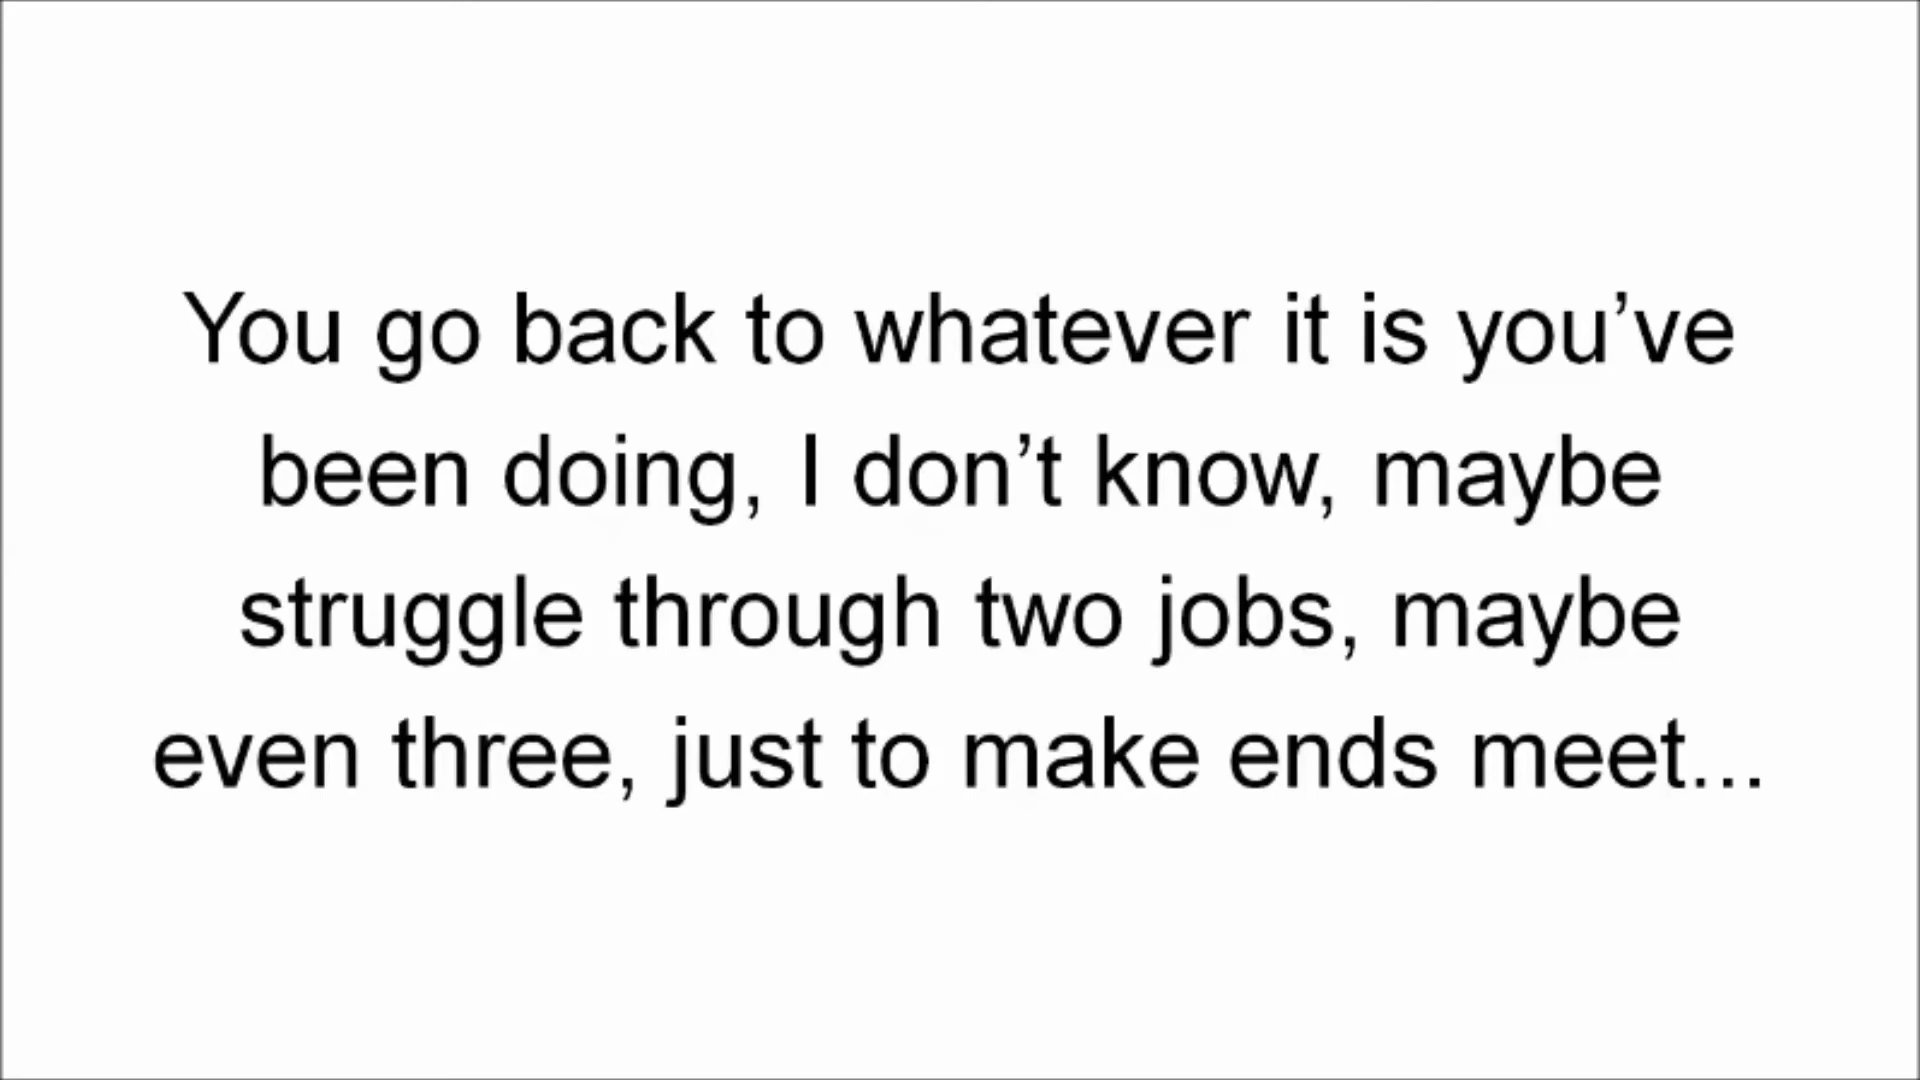 You go back to whatever it is you’ve
been doing, I don’t know, maybe
struggle through two jobs, maybe
even three, just to make ends meet...